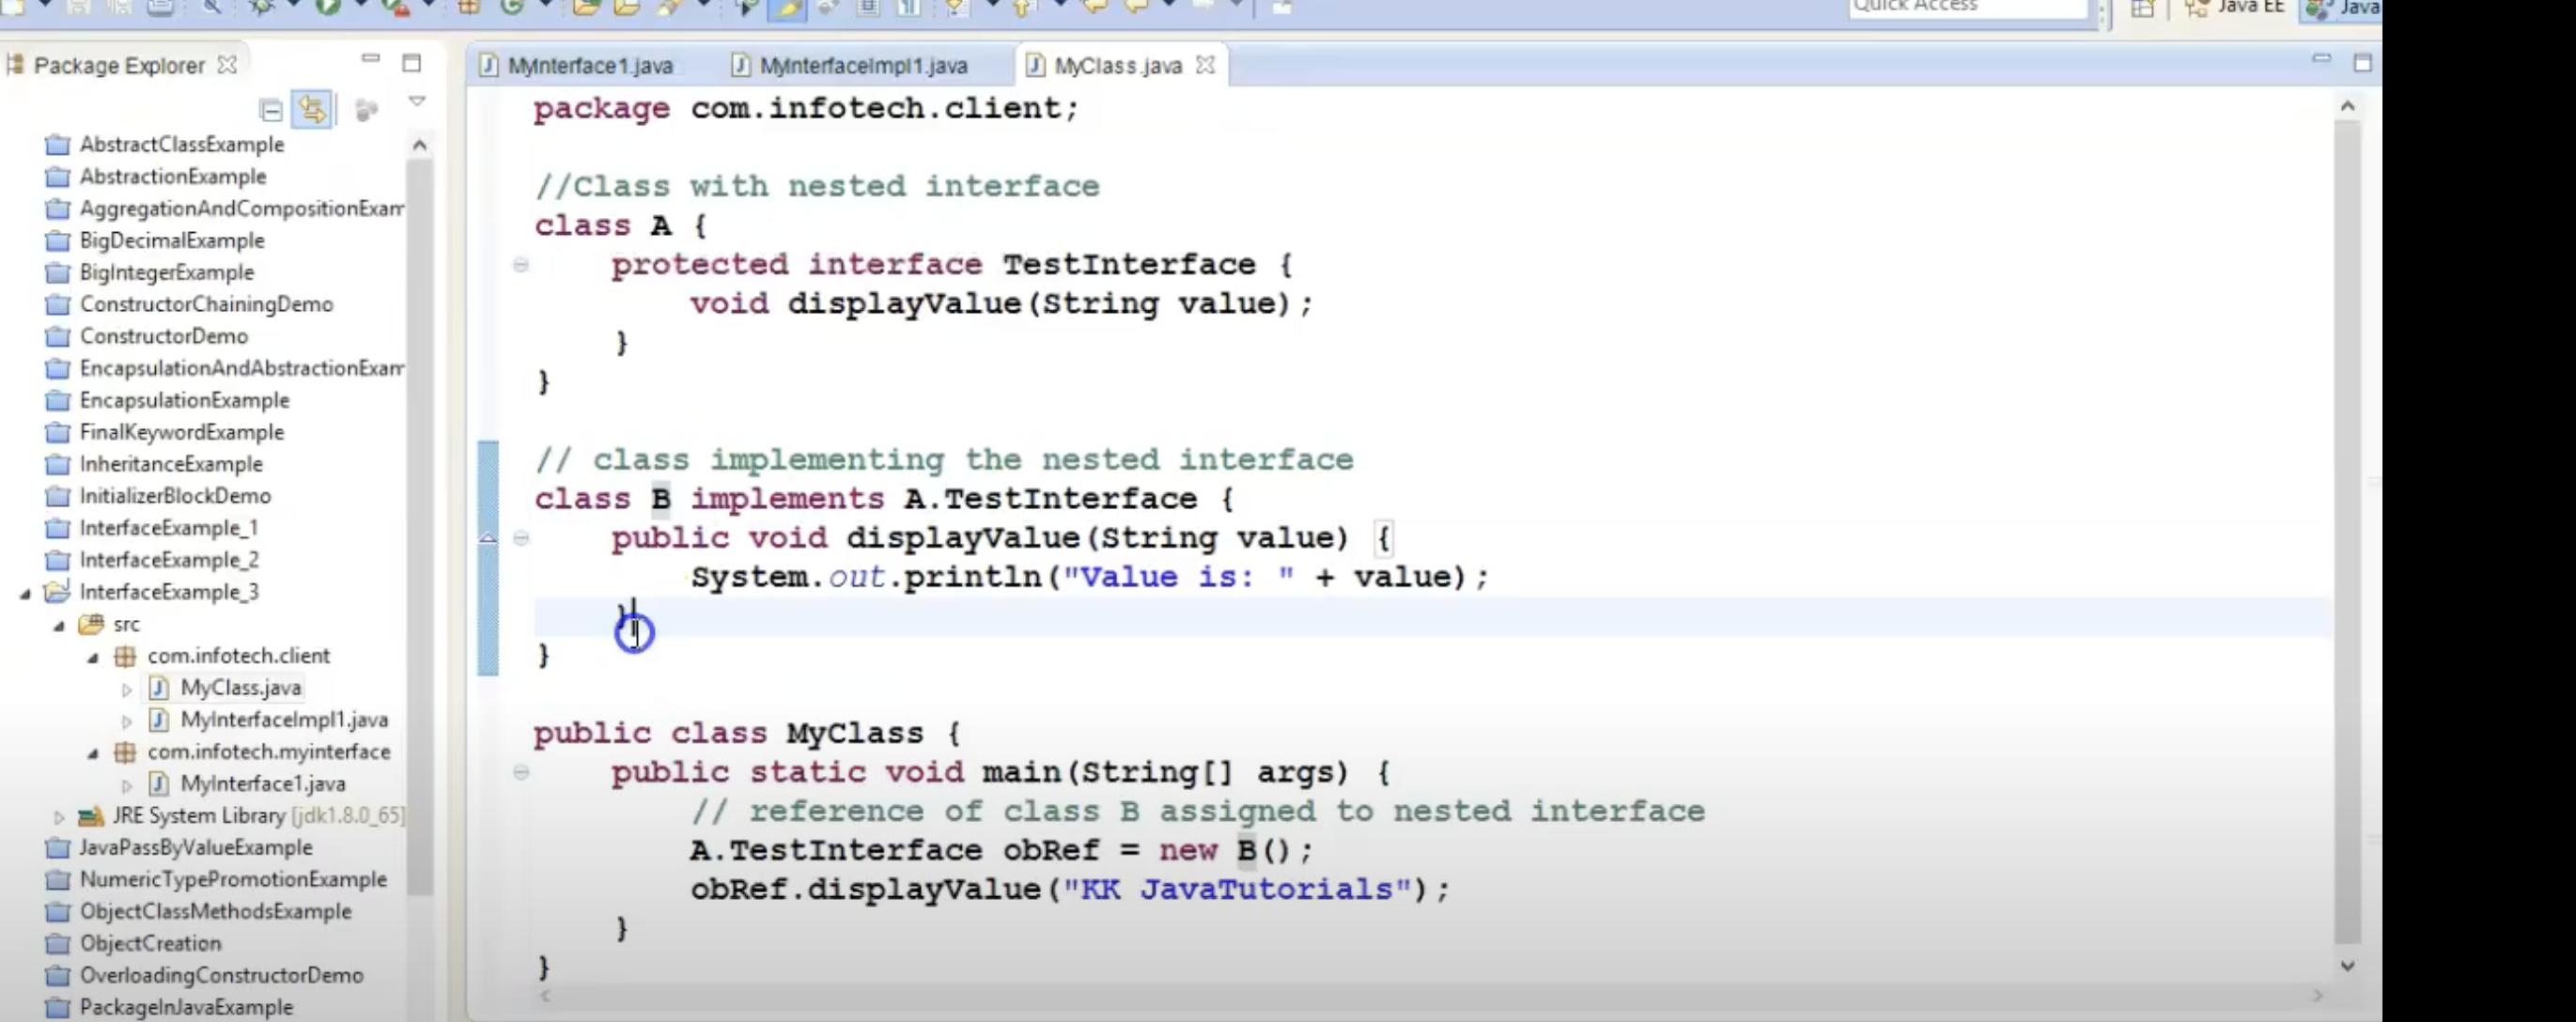 Quick Access
Java EE
Java
Package Explorer
AbstractClassExample
AbstractionExample
AggregationAndCompositionExam
BigDecimalExample
BigIntegerExample
ConstructorChainingDemo
ConstructorDemo
EncapsulationAndAbstractionExam
EncapsulationExample
FinalKeywordExample
InheritanceExample
InitializerBlockDemo
InterfaceExample_1
InterfaceExample_2
InterfaceExample_3
src
com.infotech.client
MyClass.java
MyInterfaceImpl1.java
com.infotech.myinterface
MyInterface1.java
JRE System Library [jdk1.8.0_65]
JavaPassByValueExample
NumericTypePromotionExample
ObjectClassMethodsExample
ObjectCreation
OverloadingConstructorDemo
PackageInJavaExample
MyInterface1.java
MyInterfaceImpl1.java
MyClass.java
package com.infotech.client;
//Class with nested interface
class A {
protected interface TestInterface {
void displayValue(String value);
}
}
// class implementing the nested interface
class B implements A.TestInterface {
public void displayValue(String value) {
System.out.println("Value is: " + value);
}
}
public class MyClass {
public static void main(String[] args) {
// reference of class B assigned to nested interface
A.TestInterface obRef = new B();
obRef.displayValue("KK JavaTutorials");
}
}